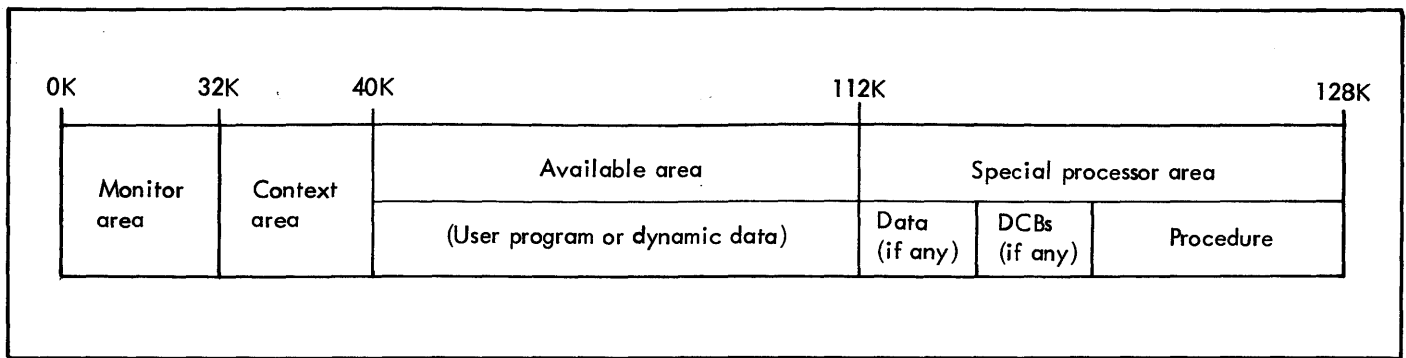 0K 32K 40K 112K 128K
Monitor area
Context area
Available area
(User program or dynamic data)
Special processor area
Data (if any)
DCBs (if any)
Procedure